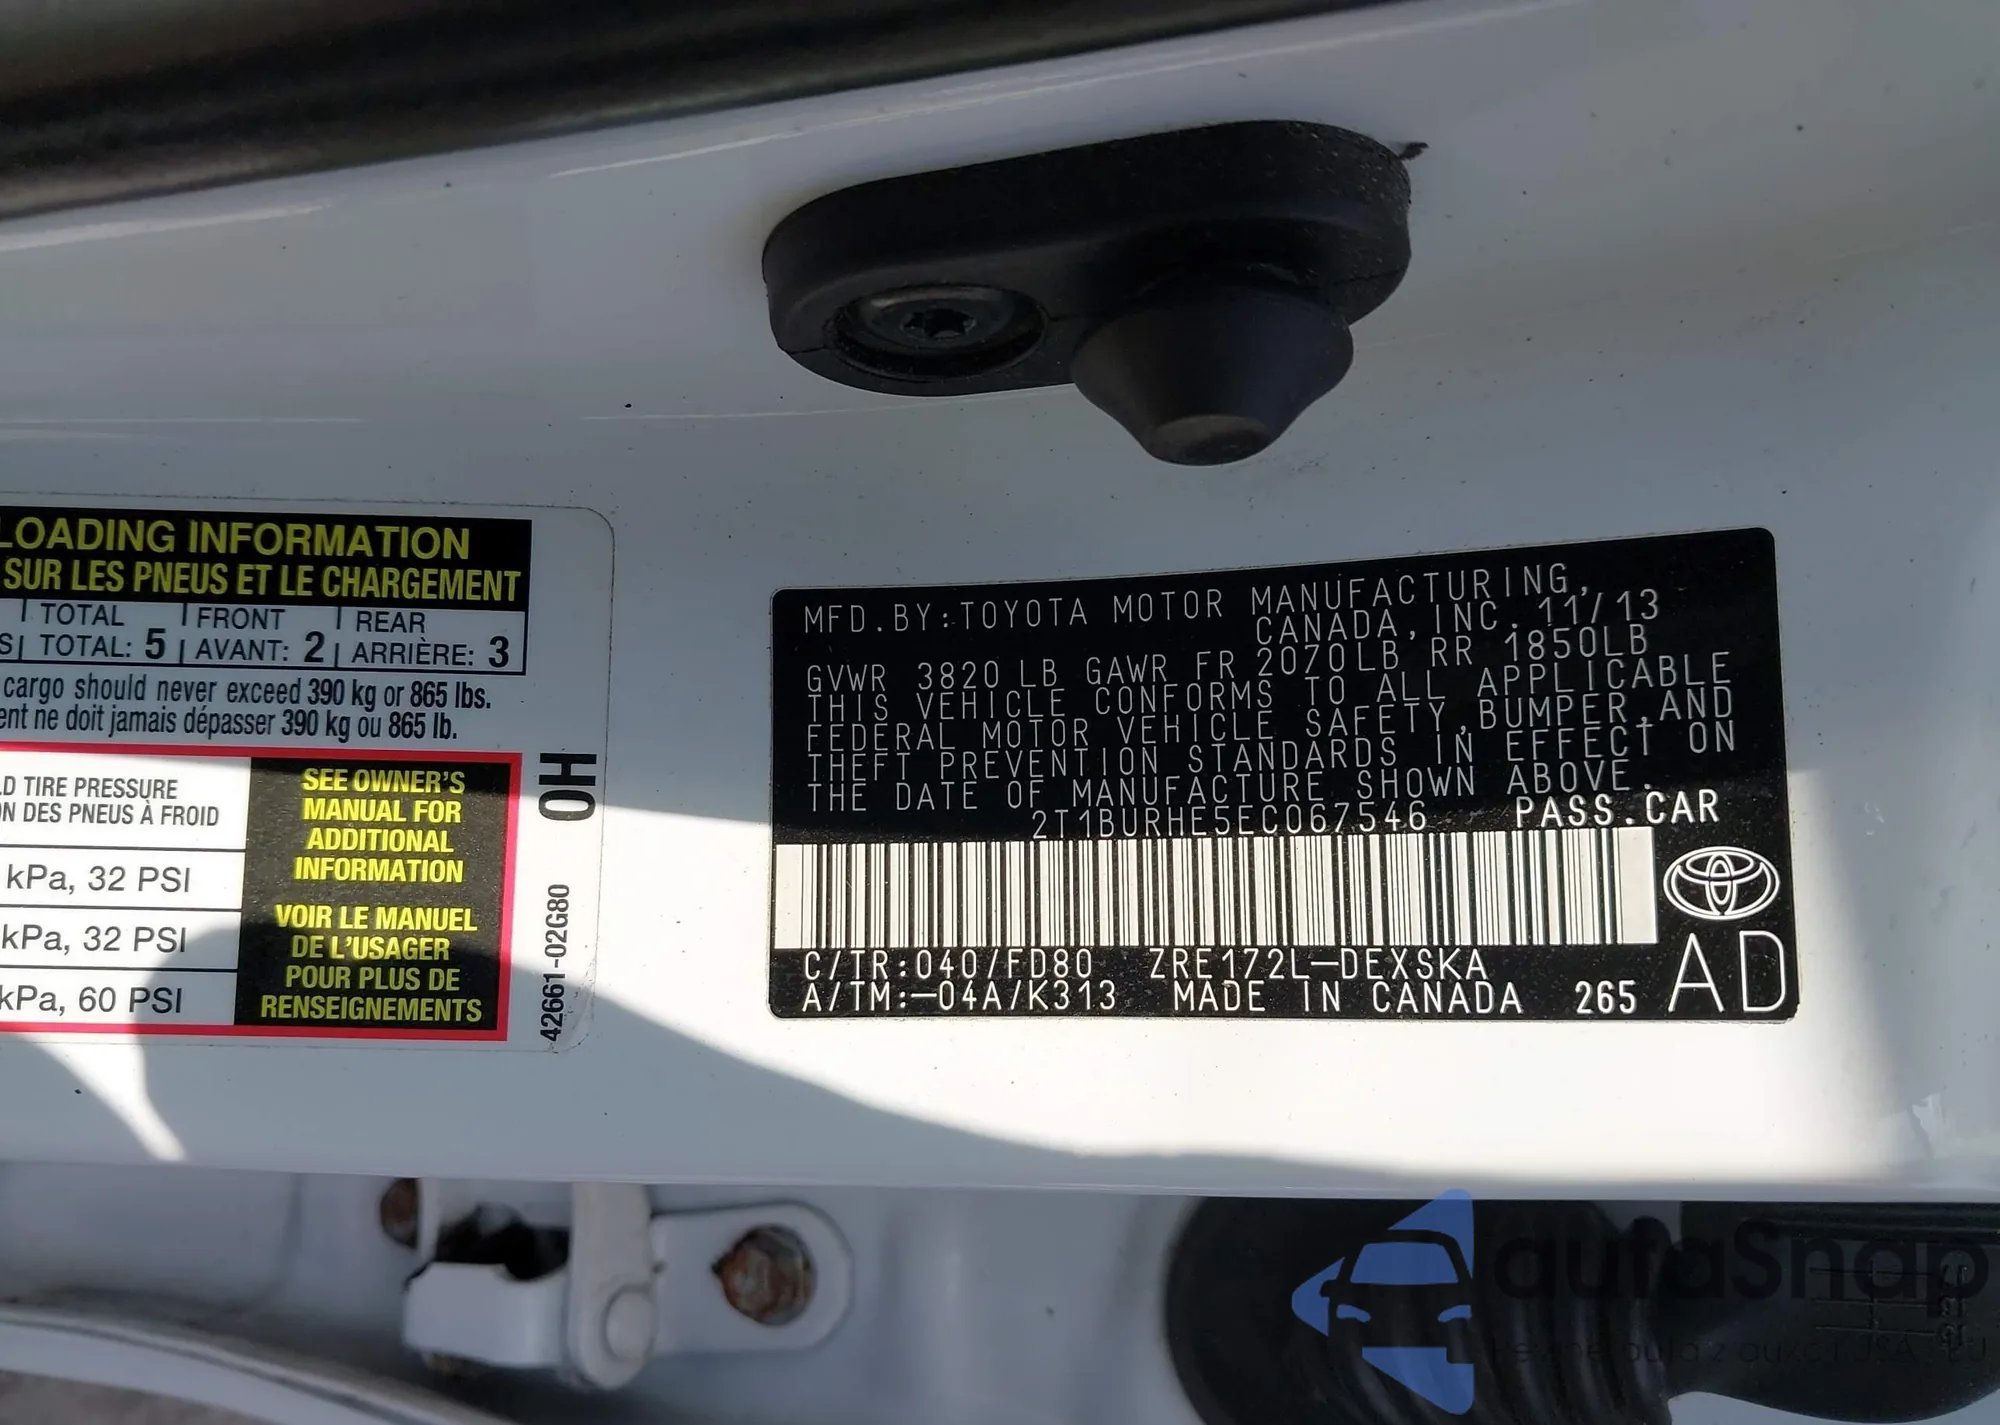 LOADING INFORMATION
SUR LES PNEUS ET LE CHARGEMENT
TOTAL | FRONT | REAR
TOTAL: 5 | AVANT: 2 | ARRIÈRE: 3
cargo should never exceed 390 kg or 865 lbs.
ne doit jamais dépasser 390 kg ou 865 lb.
TIRE PRESSURE
DES PNEUS À FROID
kPa, 32 PSI
kPa, 32 PSI
kPa, 60 PSI
SEE OWNER'S
MANUAL FOR
ADDITIONAL
INFORMATION
VOIR LE MANUEL
DE L'USAGER
POUR PLUS DE
RENSEIGNEMENTS
OH
42661-02G80
MFD.BY:TOYOTA MOTOR MANUFACTURING,
CANADA,INC. 11/13
GVWR 3820 LB GAWR FR 2070LB RR 1850LB
THIS VEHICLE CONFORMS TO ALL APPLICABLE
FEDERAL MOTOR VEHICLE SAFETY,BUMPER,AND
THEFT PREVENTION STANDARDS IN EFFECT ON
THE DATE OF MANUFACTURE SHOWN ABOVE.
2T1BURHE5EC067546 PASS.CAR
C/TR:040/FD80 ZRE172L-DEXSKA
A/TM:-04A/K313 MADE IN CANADA 265 AD
autaSnap